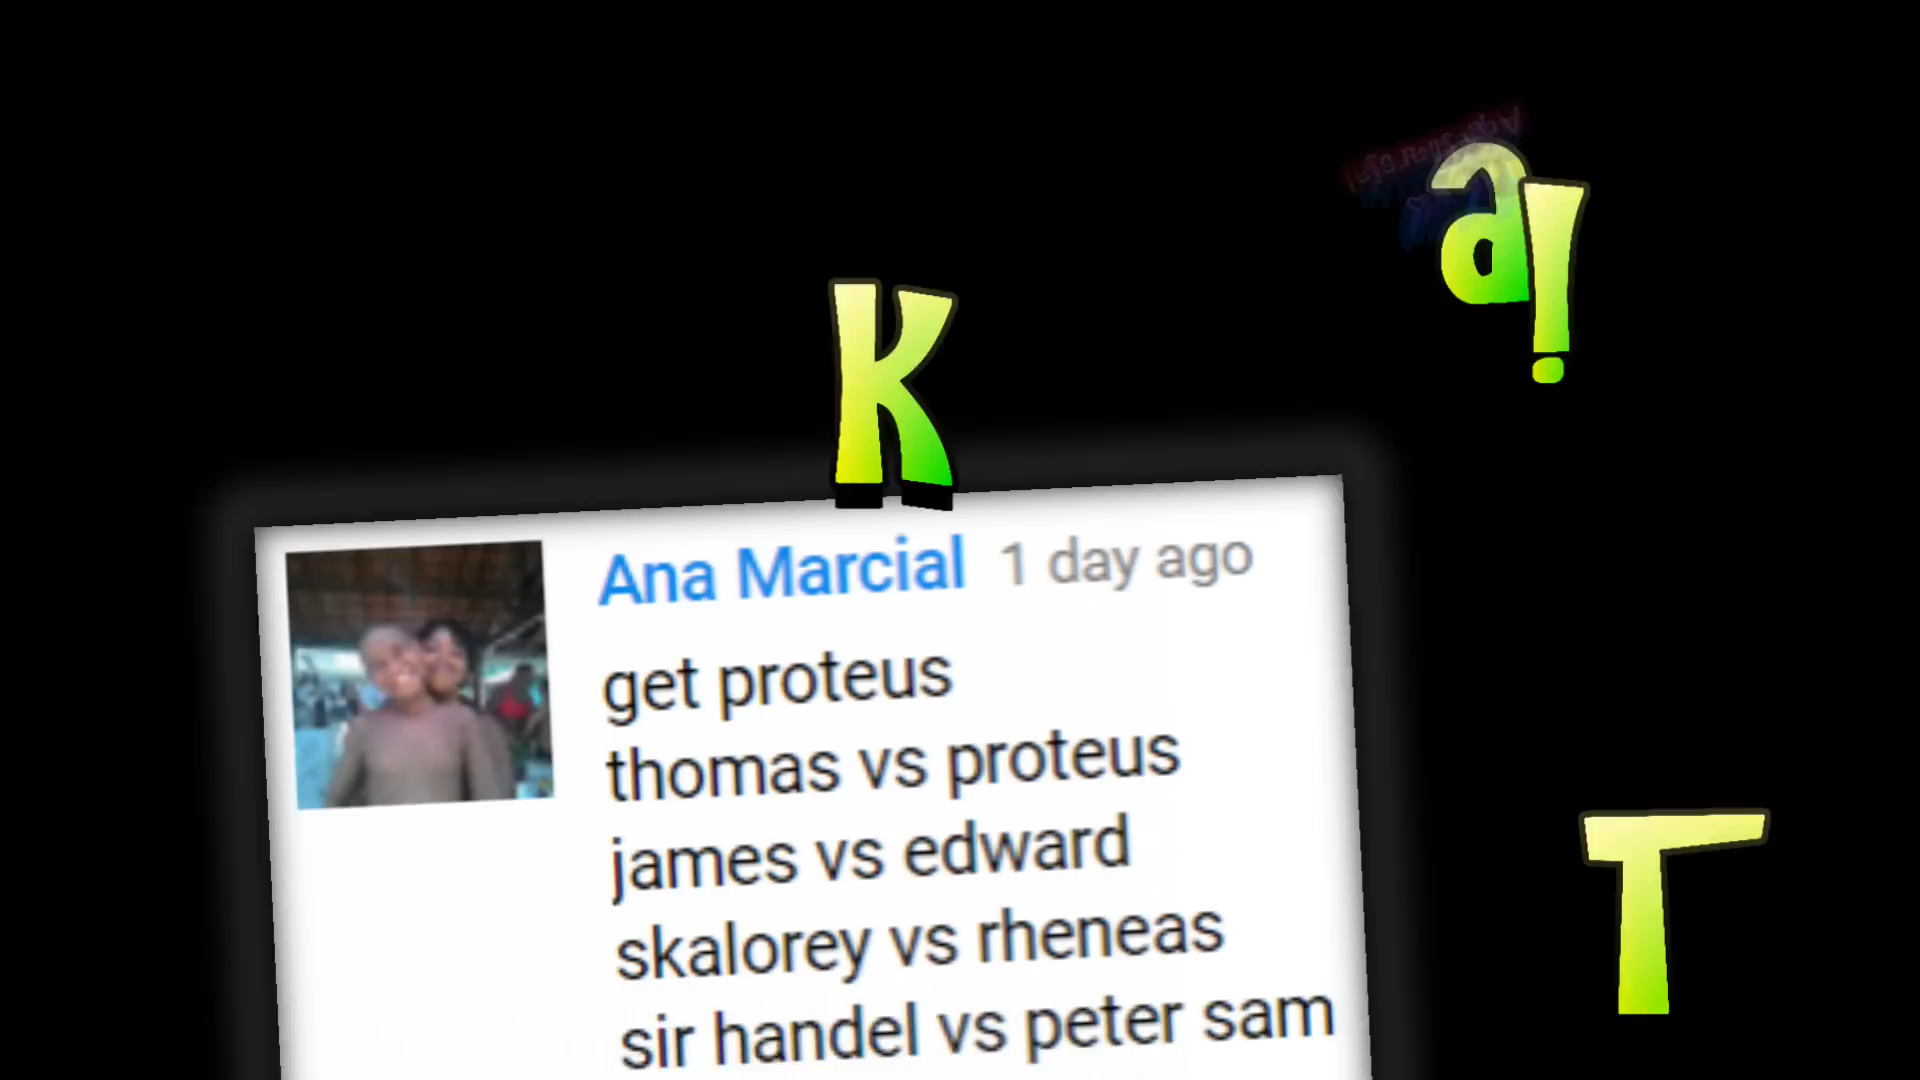 a!
K
Ana Marcial 1 day ago
get proteus
thomas vs proteus
james vs edward
skalorey vs rheneas
sir handel vs peter sam
T